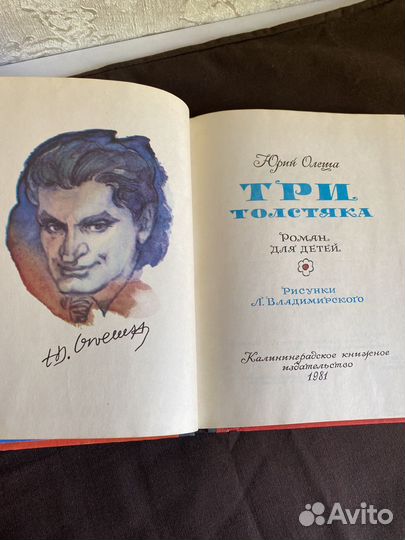 Ю. Олеша
Юрий Олеша
ТРИ
ТОЛСТЯКА
РОМАН
ДЛЯ ДЕТЕЙ
РИСУНКИ
Л. ВЛАДИМИРСКОГО
Калининградское книжное
издательство
1981
Avito